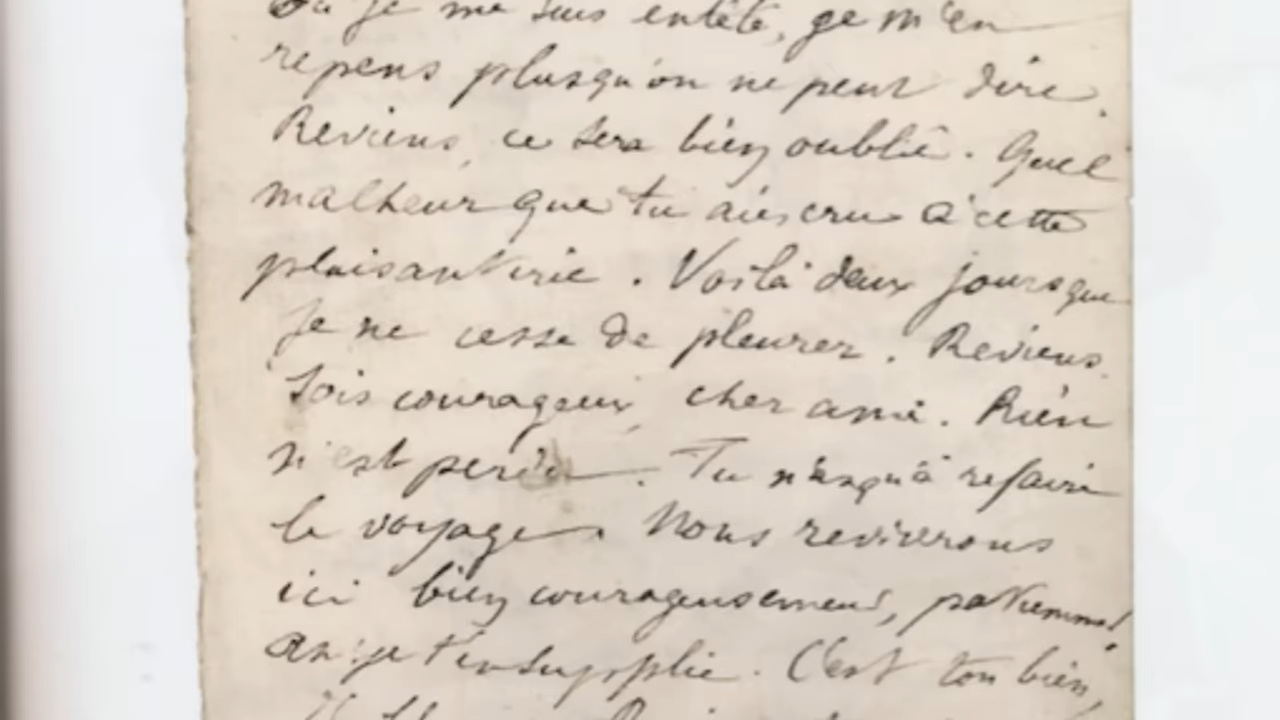 où je me suis entêté, je m'en
repens plus qu'on ne peut dire.
Reviens, ce sera bien oublié. Quel
malheur que tu aies cru à cette
plaisanterie. Voilà deux jours que
je ne cesse de pleurer. Reviens.
Sois courageux, cher ami. Rien
n'est perdu. Tu n'as qu'à refaire
le voyage. Nous revivrons
ici bien courageusement, patiemment
Ah! je t'en supplie. C'est ton bien,